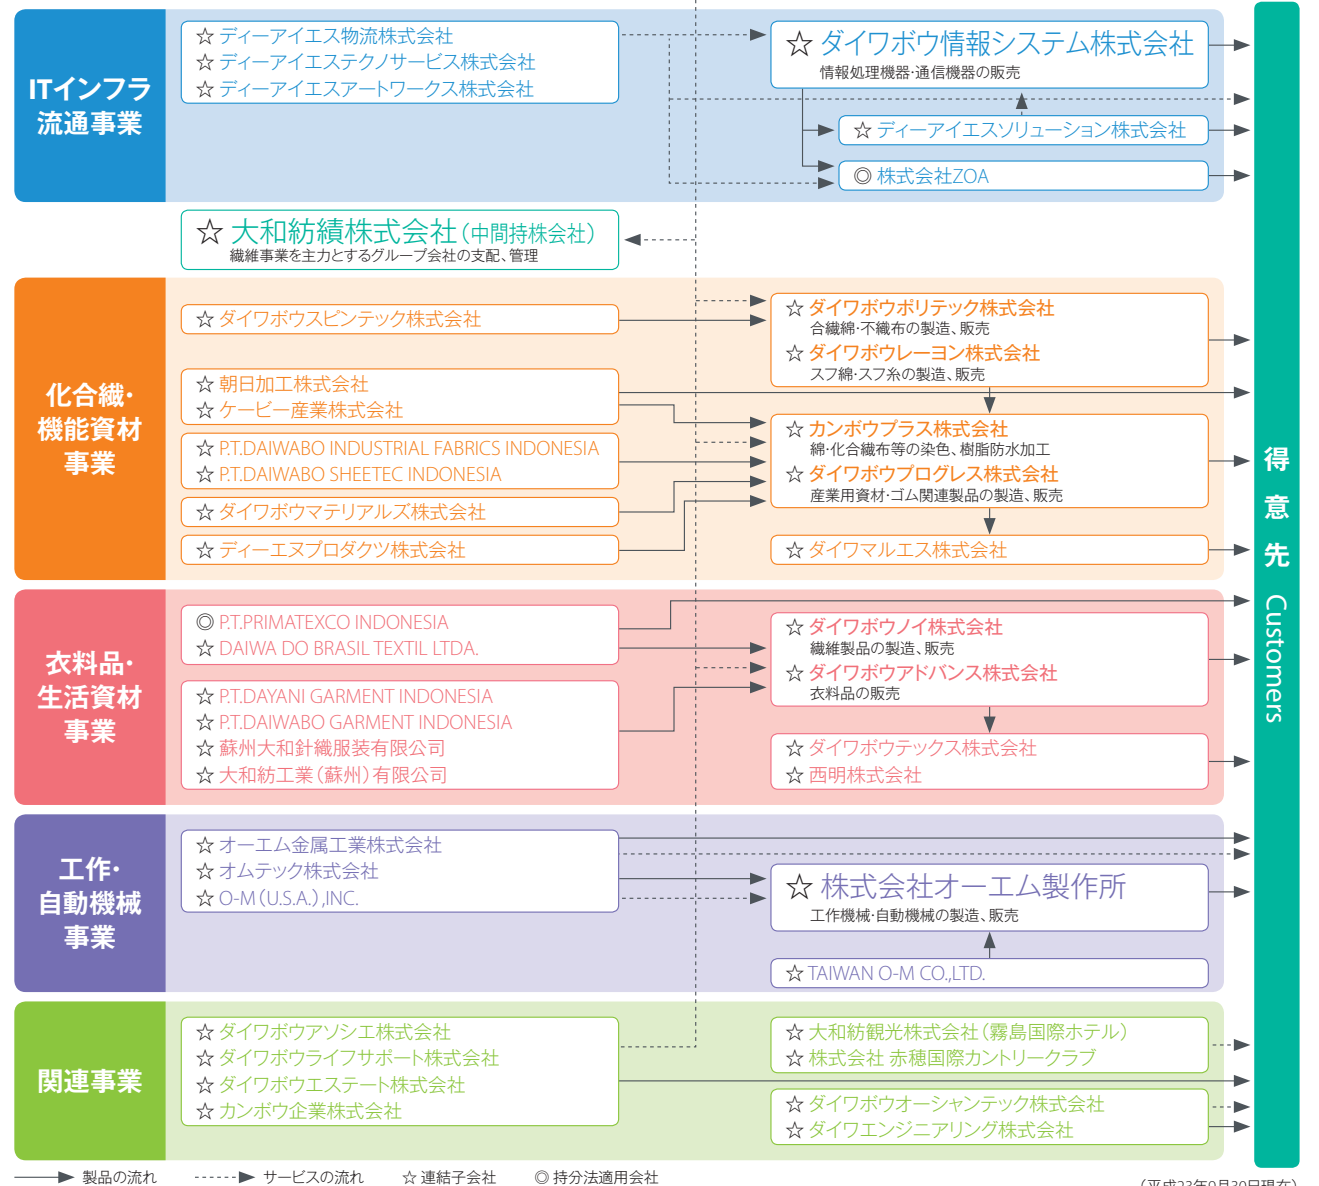 ITインフラ
流通事業
☆ ディーアイエス物流株式会社
☆ ディーアイエステクノサービス株式会社
☆ ディーアイエスアートワークス株式会社
☆ ダイワボウ情報システム株式会社
情報処理機器・通信機器の販売
☆ ディーアイエスソリューション株式会社
◎ 株式会社ZOA
☆ 大和紡績株式会社（中間持株会社）
繊維事業を主力とするグループ会社の支配、管理
化合繊・
機能資材
事業
☆ ダイワボウスピンテック株式会社
☆ 朝日加工株式会社
☆ ケービー産業株式会社
☆ P.T.DAIWABO INDUSTRIAL FABRICS INDONESIA
☆ P.T.DAIWABO SHEETEC INDONESIA
☆ ダイワボウマテリアルズ株式会社
☆ ディーエヌプロダクツ株式会社
☆ ダイワボウポリテック株式会社
合繊綿・不織布の製造、販売
☆ ダイワボウレーヨン株式会社
スフ綿・スフ糸の製造、販売
☆ カンボウプラス株式会社
綿・化合繊布等の染色、樹脂防水加工
☆ ダイワボウプログレス株式会社
産業用資材・ゴム関連製品の製造、販売
☆ ダイワマルエス株式会社
衣料品・
生活資材
事業
◎ P.T.PRIMATEXCO INDONESIA
☆ DAIWA DO BRASIL TEXTIL LTDA.
☆ P.T.DAYANI GARMENT INDONESIA
☆ P.T.DAIWABO GARMENT INDONESIA
☆ 蘇州大和針織服装有限公司
☆ 大和紡工業（蘇州）有限公司
☆ ダイワボウノイ株式会社
繊維製品の製造、販売
☆ ダイワボウアドバンス株式会社
衣料品の販売
☆ ダイワボウテックス株式会社
☆ 西明株式会社
工作・
自動機械
事業
☆ オーエム金属工業株式会社
☆ オムテック株式会社
☆ O-M（U.S.A.）,INC.
☆ 株式会社オーエム製作所
工作機械・自動機械の製造、販売
☆ TAIWAN O-M CO.,LTD.
関連事業
☆ ダイワボウアソシエ株式会社
☆ ダイワボウライフサポート株式会社
☆ ダイワボウエステート株式会社
☆ カンボウ企業株式会社
☆ 大和紡観光株式会社（霧島国際ホテル）
☆ 株式会社 赤穂国際カントリークラブ
☆ ダイワボウオーシャンテック株式会社
☆ ダイワエンジニアリング株式会社
得意先 Customers
製品の流れ サービスの流れ ☆ 連結子会社 ◎ 持分法適用会社
（平成23年9月30日現在）